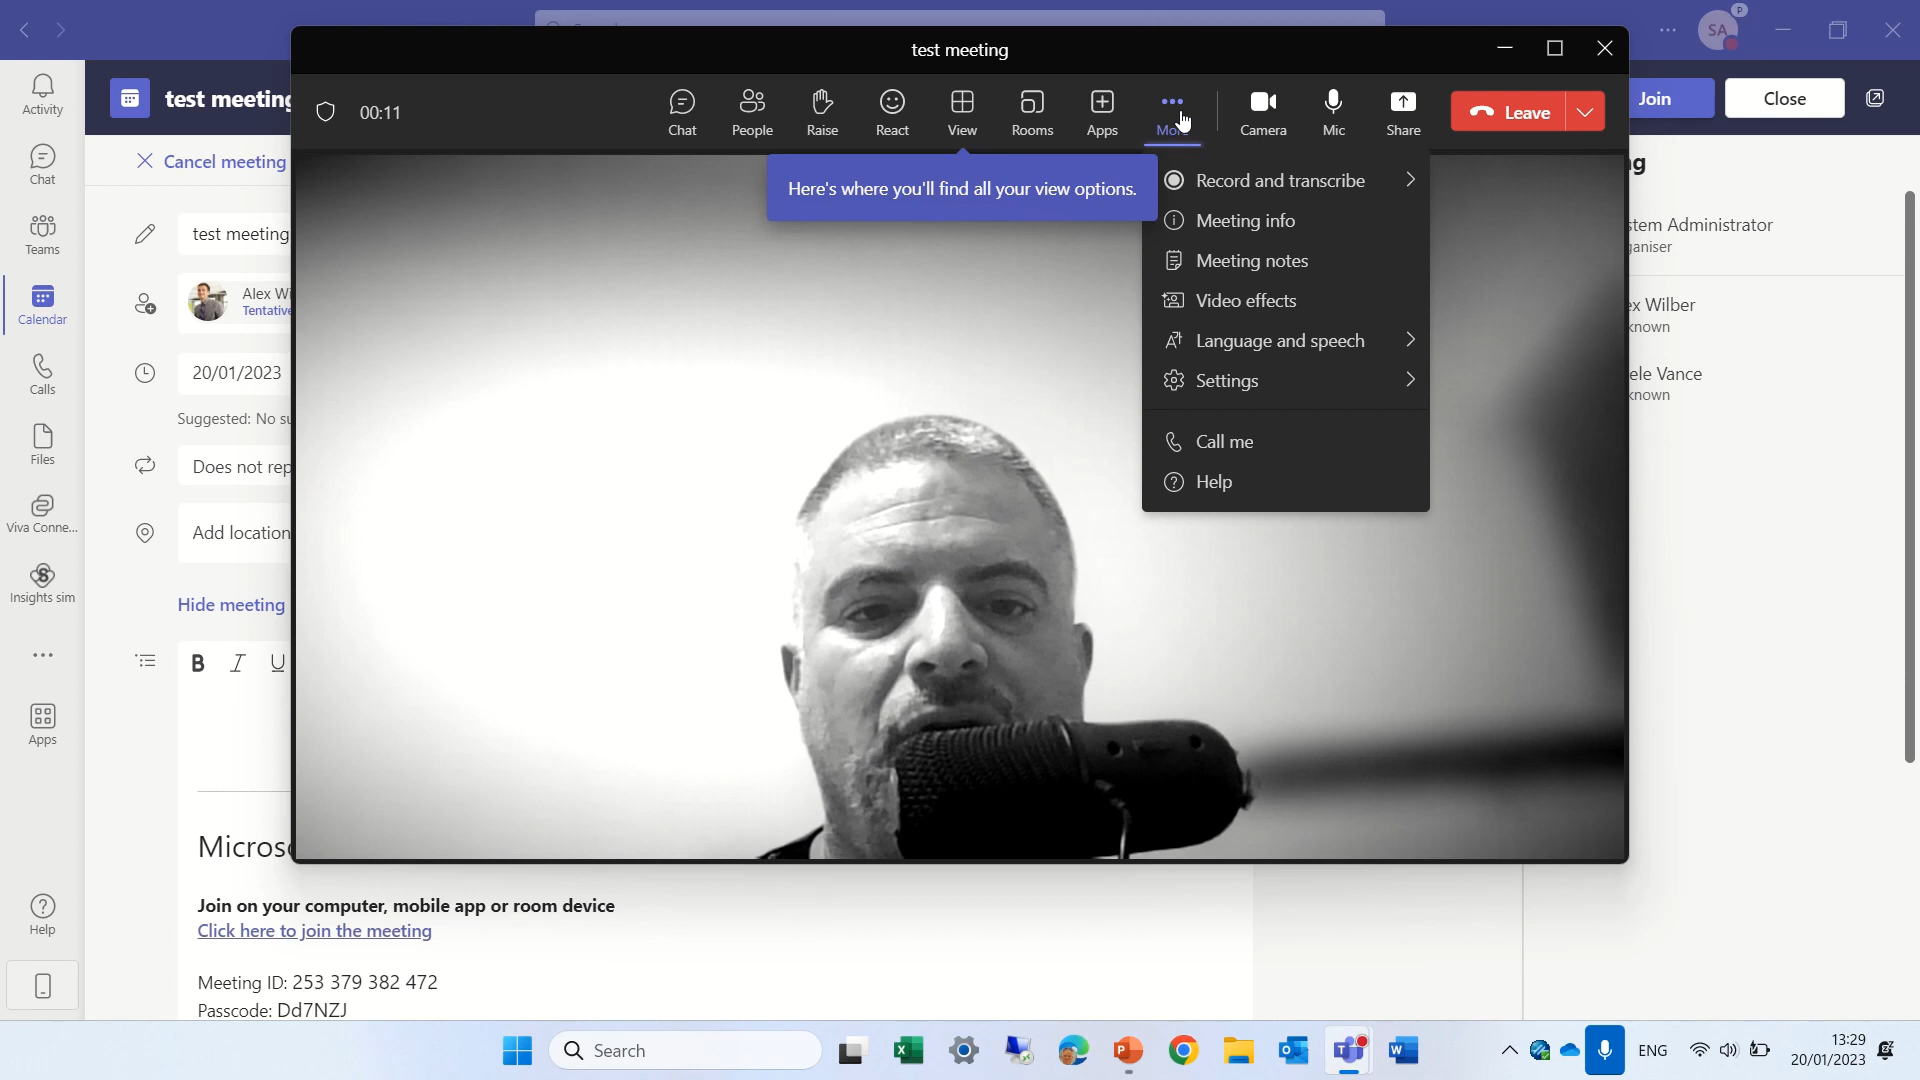 SA
P
test meeting
test meeting
Join
Close
00:11
Chat
People
Raise
React
View
Rooms
Apps
Camera
Mic
Share
Leave
Here's where you'll find all your view options.
Record and transcribe
Meeting info
Meeting notes
Video effects
Language and speech
Settings
Call me
Help
Activity
Chat
Teams
Calendar
Calls
Files
Viva Conne...
Insights sim
Apps
Help
Cancel meeting
test meeting
Alex Wi
Tentative
20/01/2023
Suggested: No su
Does not rep
Add location
Hide meeting
B I U
Microso
Join on your computer, mobile app or room device
Click here to join the meeting
Meeting ID: 253 379 382 472
Passcode: Dd7NZJ
g
stem Administrator
ganiser
ex Wilber
known
ele Vance
known
Search
ENG
13:29
20/01/2023